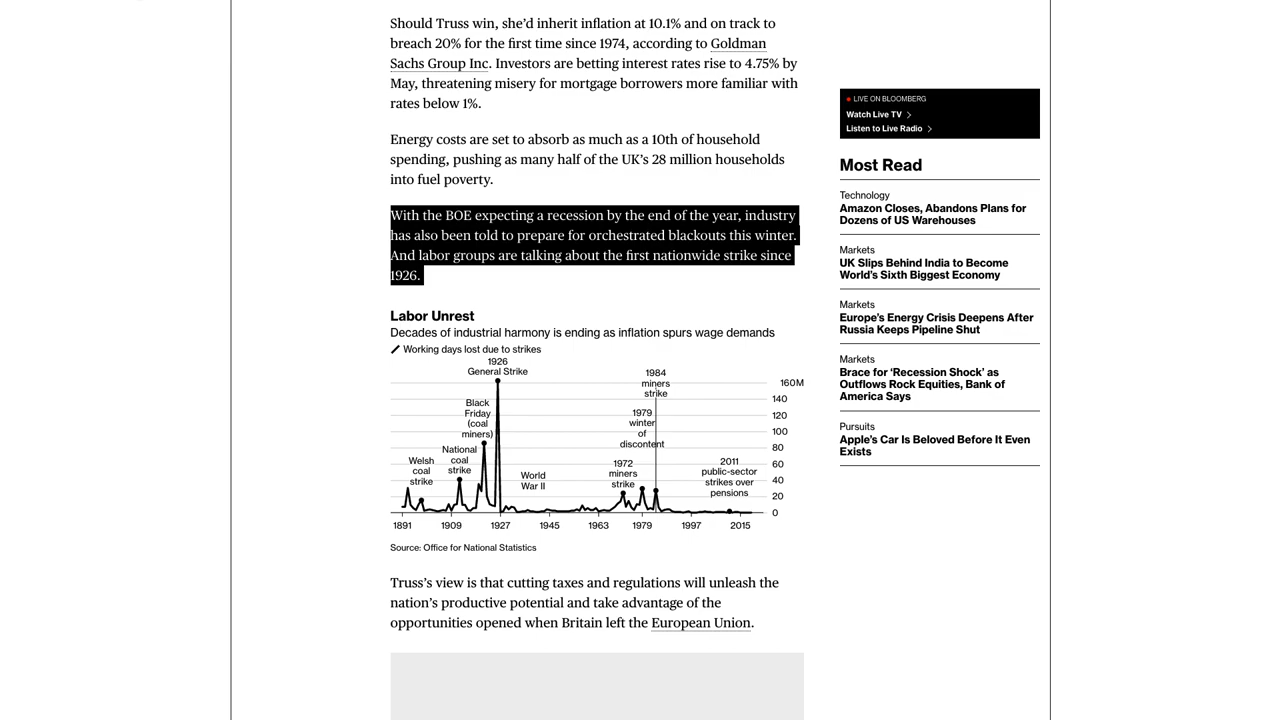 Should Truss win, she'd inherit inflation at 10.1% and on track to
breach 20% for the first time since 1974, according to Goldman
Sachs Group Inc. Investors are betting interest rates rise to 4.75% by
May, threatening misery for mortgage borrowers more familiar with
rates below 1%.
Energy costs are set to absorb as much as a 10th of household
spending, pushing as many half of the UK's 28 million households
into fuel poverty.
With the BOE expecting a recession by the end of the year, industry
has also been told to prepare for orchestrated blackouts this winter.
And labor groups are talking about the first nationwide strike since
1926.
Labor Unrest
Decades of industrial harmony is ending as inflation spurs wage demands
Working days lost due to strikes
1926
General Strike
Black
Friday
(coal
miners)
National
coal
strike
Welsh
coal
strike
World
War II
1984
miners
strike
1979
winter
of
discontent
1972
miners
strike
2011
public-sector
strikes over
pensions
160M
140
120
100
80
60
40
20
0
1891 1909 1927 1945 1963 1979 1997 2015
Source: Office for National Statistics
Truss's view is that cutting taxes and regulations will unleash the
nation's productive potential and take advantage of the
opportunities opened when Britain left the European Union.
LIVE ON BLOOMBERG
Watch Live TV >
Listen to Live Radio >
Most Read
Technology
Amazon Closes, Abandons Plans for
Dozens of US Warehouses
Markets
UK Slips Behind India to Become
World's Sixth Biggest Economy
Markets
Europe's Energy Crisis Deepens After
Russia Keeps Pipeline Shut
Markets
Brace for 'Recession Shock' as
Outflows Rock Equities, Bank of
America Says
Pursuits
Apple's Car Is Beloved Before It Even
Exists